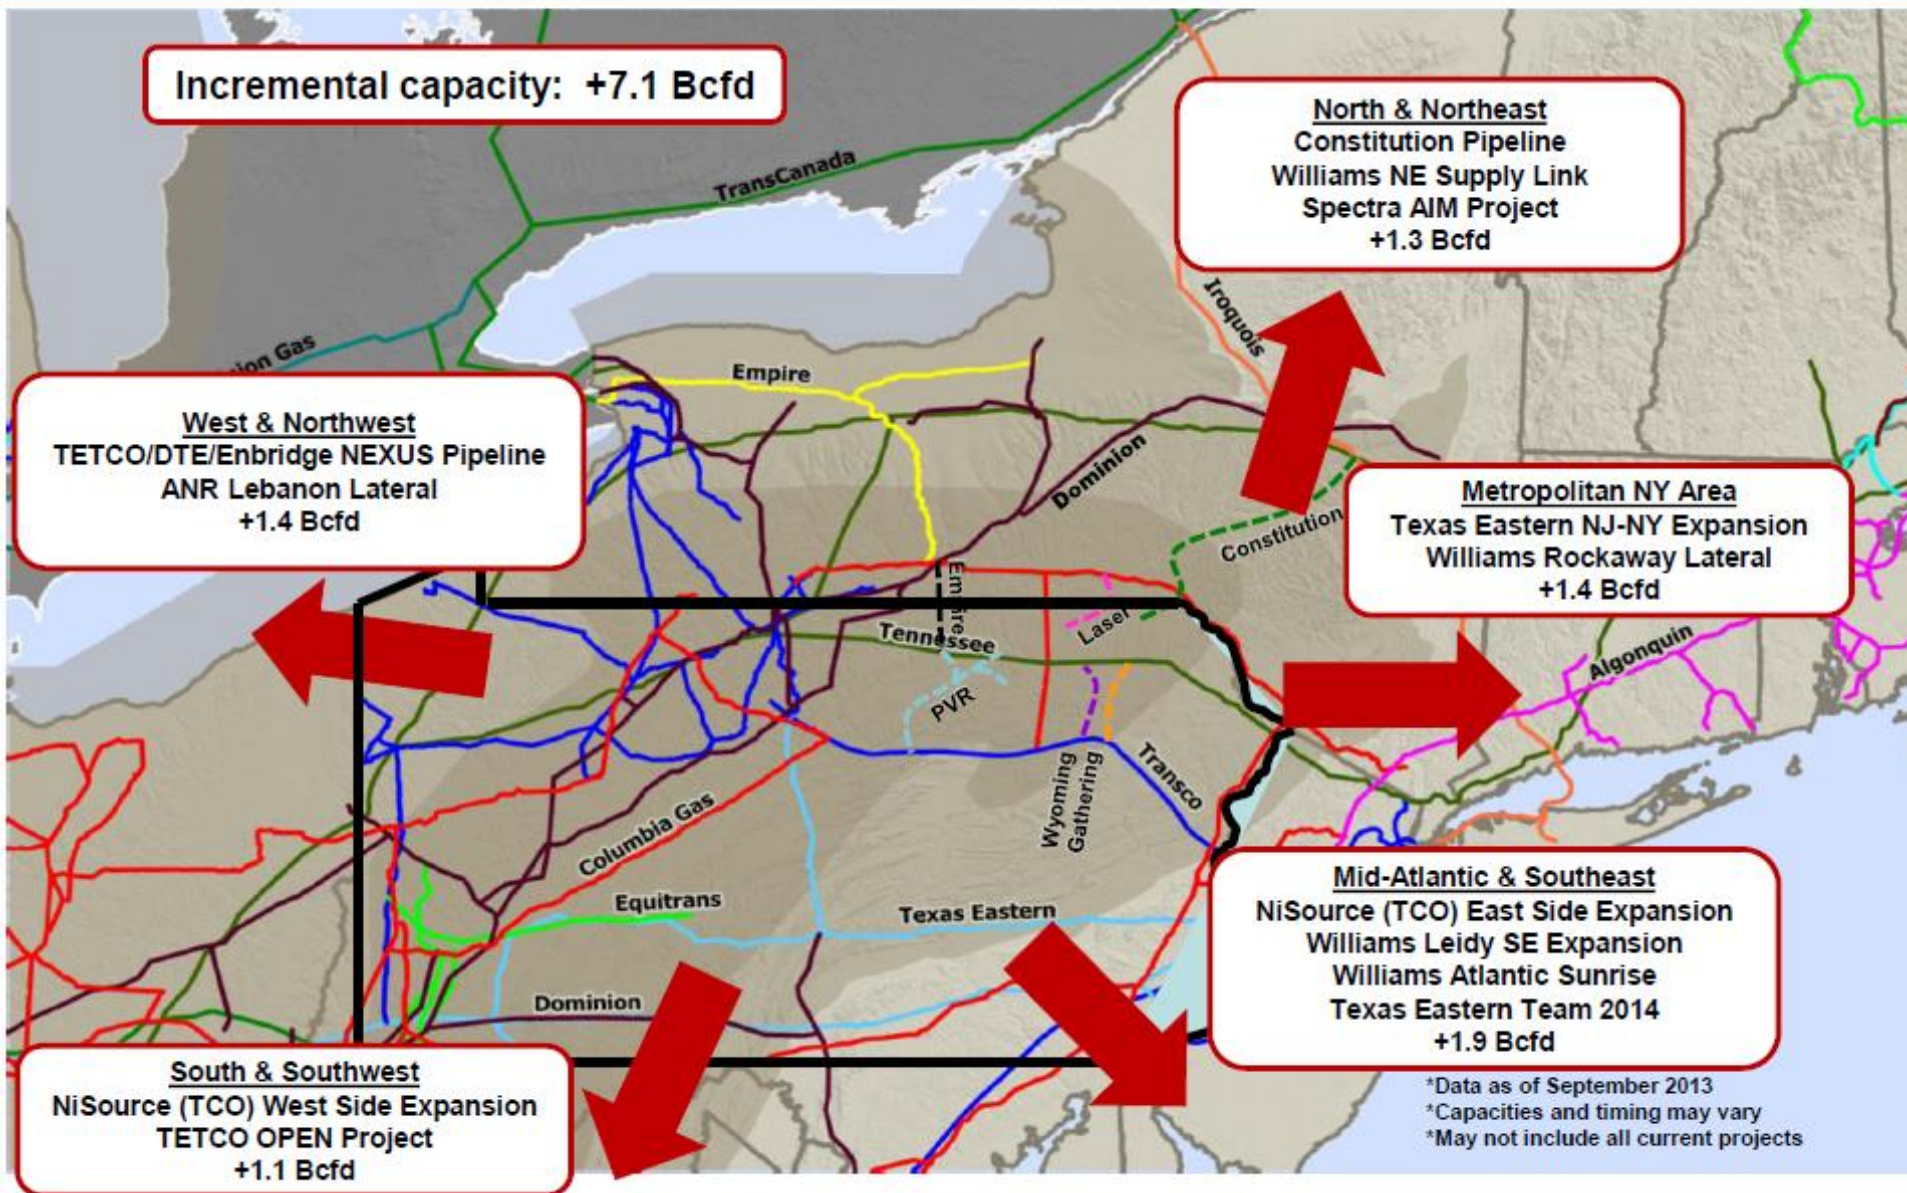 Incremental capacity: +7.1 Bcfd
North & Northeast
Constitution Pipeline
Williams NE Supply Link
Spectra AIM Project
+1.3 Bcfd
TransCanada
Iroquois
Gas
Empire
West & Northwest
TETCO/DTE/Enbridge NEXUS Pipeline
ANR Lebanon Lateral
+1.4 Bcfd
Dominion
Constitution
Metropolitan NY Area
Texas Eastern NJ-NY Expansion
Williams Rockaway Lateral
+1.4 Bcfd
Empire
Laser
Tennessee
Algonquin
PVR
Wyoming
Gathering
Transco
Columbia Gas
Equitrans
Texas Eastern
Mid-Atlantic & Southeast
NiSource (TCO) East Side Expansion
Williams Leidy SE Expansion
Williams Atlantic Sunrise
Texas Eastern Team 2014
+1.9 Bcfd
Dominion
South & Southwest
NiSource (TCO) West Side Expansion
TETCO OPEN Project
+1.1 Bcfd
*Data as of September 2013
*Capacities and timing may vary
*May not include all current projects